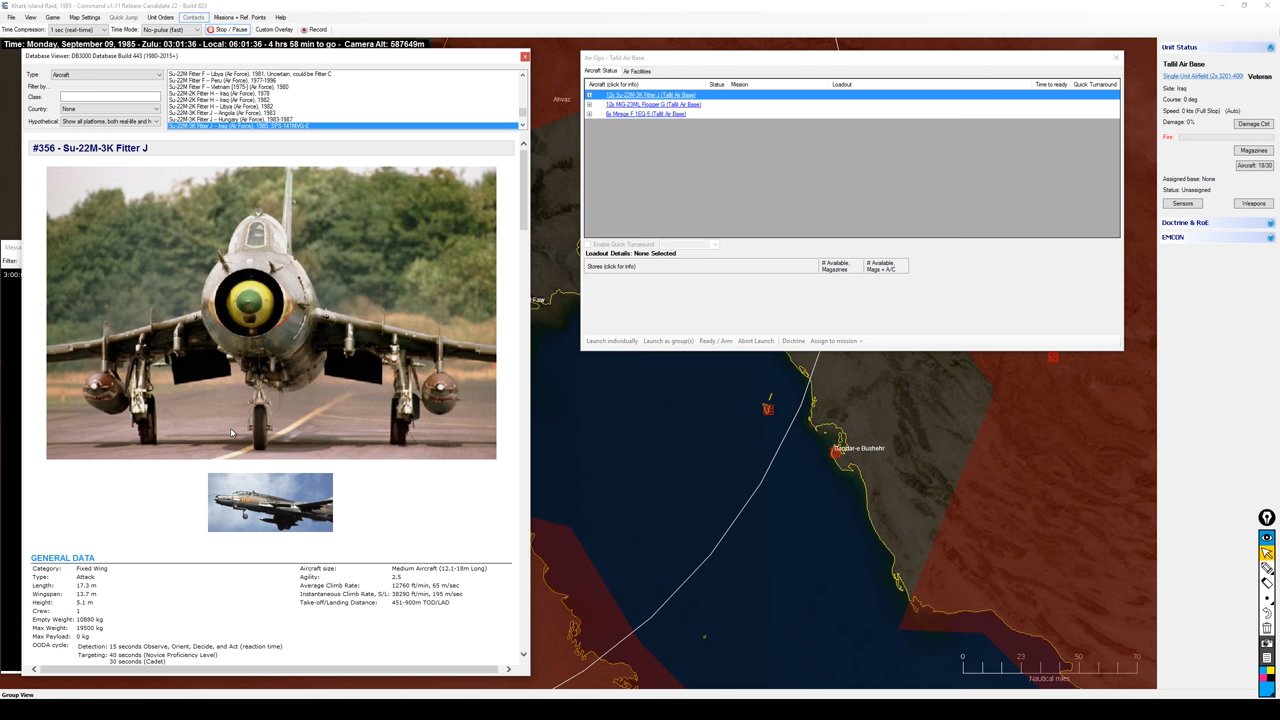 Khark Island Raid, 1985 - Command v1.11 Release Candidate 22 - Build 823
File View Game Map Settings Quick Jump Unit Orders Contacts Missions + Ref. Points Help
Time Compression: 1 sec (real-time) Time Mode: No-pulse (fast) Stop / Pause Custom Overlay Record
Time: Monday, September 09, 1985 - Zulu: 03:01:36 - Local: 06:01:36 - 4 hrs 58 min to go - Camera Alt: 587649m
Database Viewer: DB3000 Database Build 443 (1980-2015+)
Type Aircraft
Filter by...
Class:
Country: None
Hypothetical: Show all platforms, both real-life and h
Su-22M Fitter F – Libya (Air Force), 1981, Uncertain, could be Fitter C
Su-22M Fitter F – Peru (Air Force), 1977-1996
Su-22M Fitter F – Vietnam [1975-] (Air Force), 1980
Su-22M-2K Fitter H – Iraq (Air Force), 1978
Su-22M-2K Fitter H – Iraq (Air Force), 1982
Su-22M-2K Fitter H – Libya (Air Force), 1982
Su-22M-3K Fitter J – Angola (Air Force), 1983
Su-22M-3K Fitter J – Hungary (Air Force), 1983-1987
Su-22M-3K Fitter J – Iraq (Air Force), 1985, SFS-141MVG-E
#356 - Su-22M-3K Fitter J
GENERAL DATA
Category: Fixed Wing
Type: Attack
Length: 17.3 m
Wingspan: 13.7 m
Height: 5.1 m
Crew: 1
Empty Weight: 10880 kg
Max Weight: 19500 kg
Max Payload: 0 kg
OODA cycle: Detection: 15 seconds Observe, Orient, Decide, and Act (reaction time)
Targeting: 40 seconds (Novice Proficiency Level)
30 seconds (Cadet)
Aircraft size: Medium Aircraft (12.1-18m Long)
Agility: 2.5
Average Climb Rate: 12760 ft/min, 65 m/sec
Instantaneous Climb Rate, S/L: 38290 ft/min, 195 m/sec
Take-off/Landing Distance: 451-900m TOD/LAD
Group View
Messa
Filter:
3:00:
Ahvaz
Faw
Air Ops - Tallil Air Base
Aircraft Status Air Facilities
Aircraft (click for info) Status Mission Loadout Time to ready Quick Turnaround
12x Su-22M-3K Fitter J (Tallil Air Base)
12x MiG-23ML Flogger G (Tallil Air Base)
6x Mirage F.1EQ-5 (Tallil Air Base)
Enable Quick Turnaround
Loadout Details: None Selected
Stores (click for info) # Available, Magazines # Available, Mags + A/C
Launch individually Launch as group(s) Ready / Arm Abort Launch Doctrine Assign to mission
Bandar-e Bushehr
0 23 50 70
Nautical miles
Unit Status
Tallil Air Base
Single-Unit Airfield (2x 3201-400 Veteran
Side: Iraq
Course: 0 deg
Speed: 0 kts (Full Stop) (Auto)
Damage: 0% Damage Ctrl
Fire:
Magazines
Aircraft: 18/30
Assigned base: None
Status: Unassigned
Sensors Weapons
Doctrine & RoE
EMCON